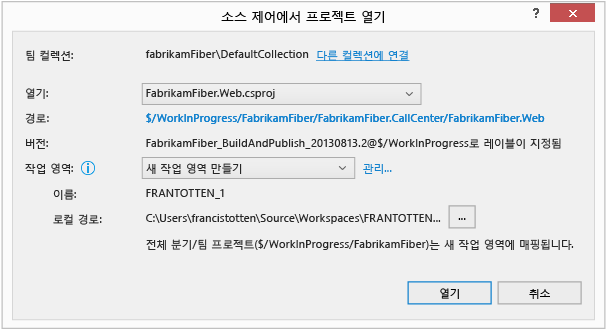 소스 제어에서 프로젝트 열기
팀 컬렉션: fabrikamFiber\DefaultCollection 다른 컬렉션에 연결
열기: FabrikamFiber.Web.csproj
경로: $/WorkInProgress/FabrikamFiber/FabrikamFiber.CallCenter/FabrikamFiber.Web
버전: FabrikamFiber_BuildAndPublish_20130813.2@$/WorkInProgress로 레이블이 지정됨
작업 영역: 새 작업 영역 만들기 관리...
이름: FRANTOTTEN_1
로컬 경로: C:\Users\francistotten\Source\Workspaces\FRANTOTTEN... ...
전체 분기/팀 프로젝트($/WorkInProgress/FabrikamFiber)는 새 작업 영역에 매핑됩니다.
열기 취소